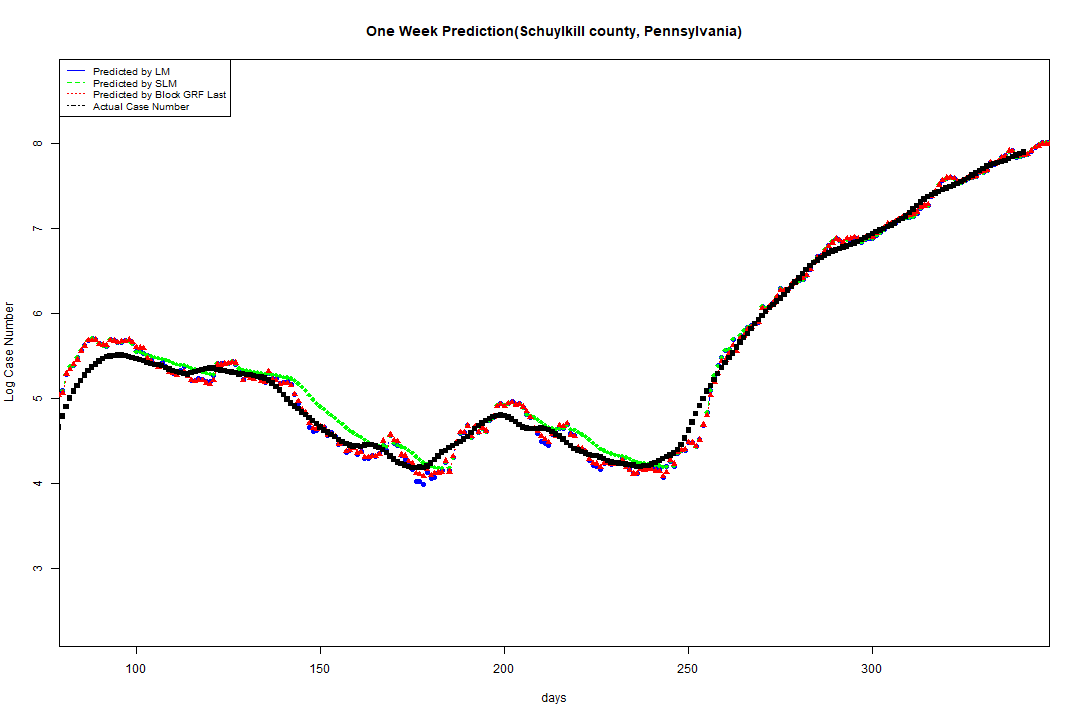 One Week Prediction(Schuylkill county, Pennsylvania)
Predicted by LM
Predicted by SLM
Predicted by Block GRF Last
Actual Case Number
8
7
6
5
4
3
Log Case Number
100 150 200 250 300
days